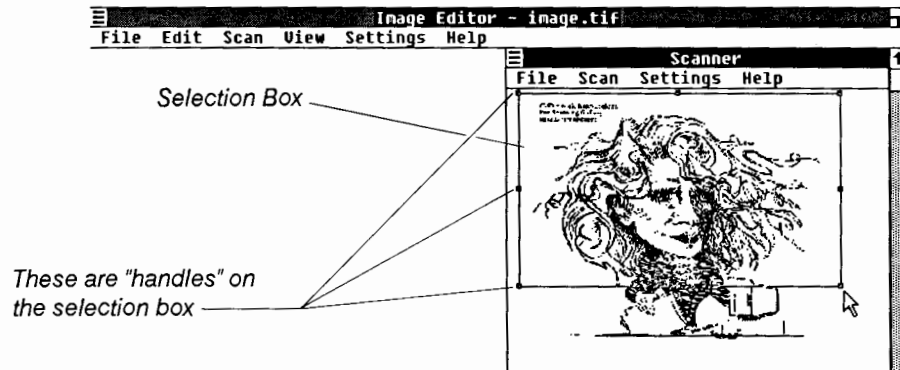 Image Editor - image.tif
File Edit Scan View Settings Help
Scanner
File Scan Settings Help
Selection Box
These are "handles" on
the selection box